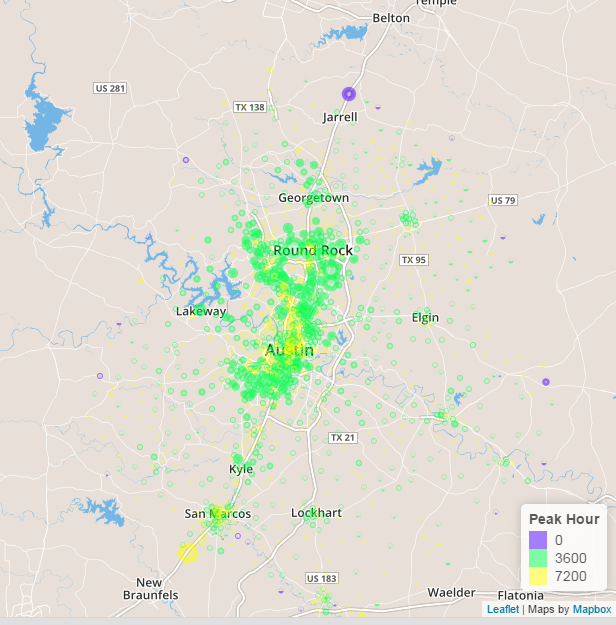 Temple
Belton
US 281
TX 138
Jarrell
Georgetown
US 79
Round Rock
TX 95
Lakeway
Elgin
Austin
TX 21
Kyle
San Marcos
Lockhart
Peak Hour
0
3600
7200
US 183
New
Braunfels
Waelder
Flatonia
Leaflet | Maps by Mapbox